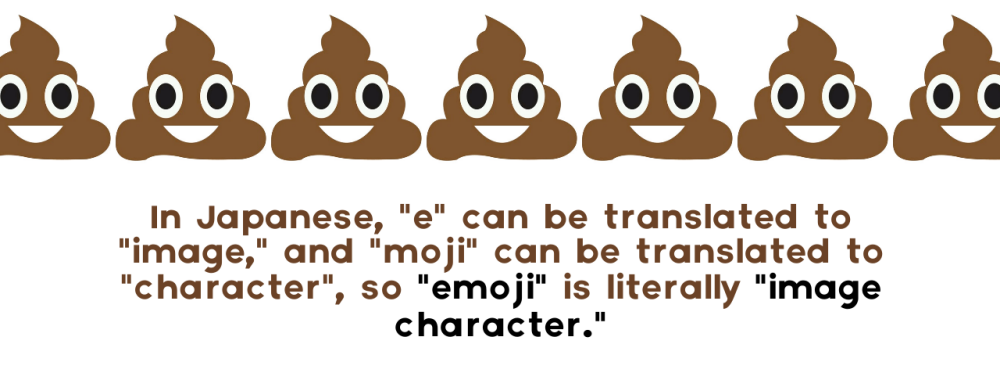 In Japanese, "e" can be translated to
"image," and "moji" can be translated to
"character", so "emoji" is literally "image
character."